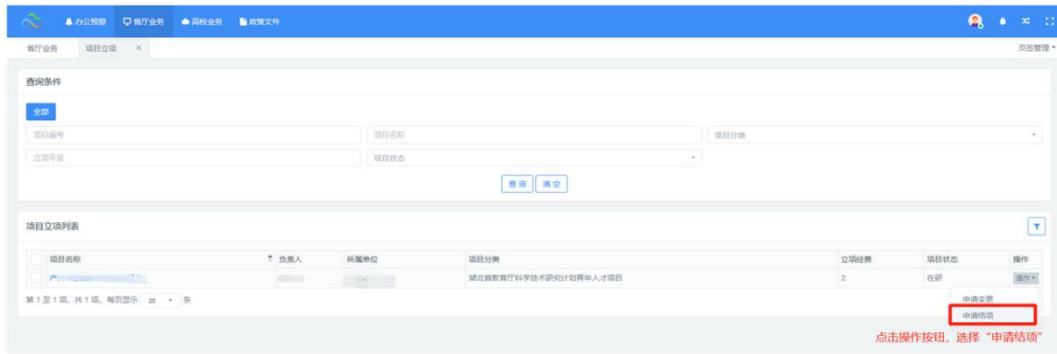 办公预警 省厅业务 高校业务 政策文件
省厅业务 项目立项 × 页签管理
查询条件
全部
项目编号 项目名称 项目分类
立项年度 项目状态
查询 清空
项目立项列表
项目名称 负责人 所属单位 项目分类 立项经费 项目状态 操作
湖北省教育厅科学技术研究计划青年人才项目 2 在研 操作
第 1 至 1 项，共 1 项，每页显示 20 条
申请变更
申请结项
点击操作按钮，选择“申请结项”